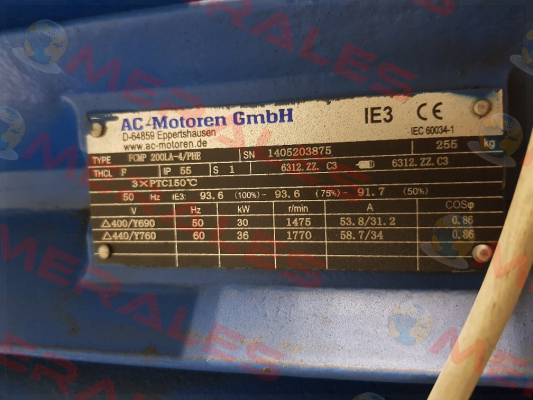 AC-Motoren GmbH
D-64859 Eppertshausen
www.ac-motoren.de
IE3 CE
IEC 60034-1
TYPE FCMP 200LA-4/PHE SN 1405203875 255 kg
THCL F IP 55 S 1 6312.ZZ. C3 6312.ZZ.C3
3×PTC150℃
50 Hz IE3: 93.6 (100%)- 93.6 (75%)- 91.7 (50%)
V Hz kW r/min A COSφ
△400/Y690 50 30 1475 53.8/31.2 0.86
△440/Y760 60 36 1770 58.7/34 0.86
MERALES